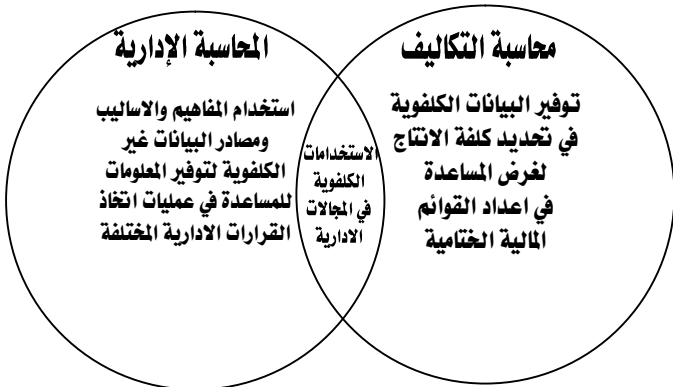 محاسبة التكاليف
توفير البيانات الكلفوية
في تحديد كلفة الانتاج
لغرض المساعدة
في اعداد القوائم
المالية الختامية
الاستخدامات
الكلفوية
في المجالات
الادارية
المحاسبة الإدارية
استخدام المفاهيم والاساليب
ومصادر البيانات غير
الكلفوية لتوفير المعلومات
للمساعدة في عمليات اتخاذ
القرارات الادارية المختلفة